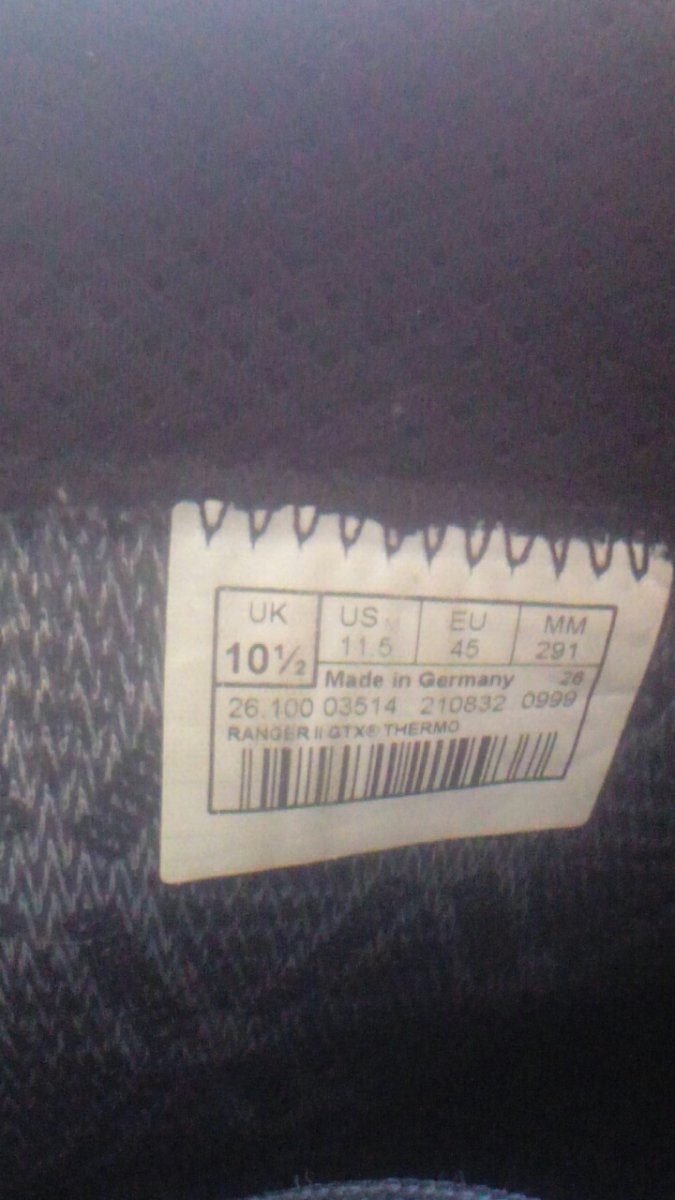 UK US M EU MM
10½ 11.5 45 291
Made in Germany 26
26.100 03514 210832 0999
RANGER II GTX® THERMO